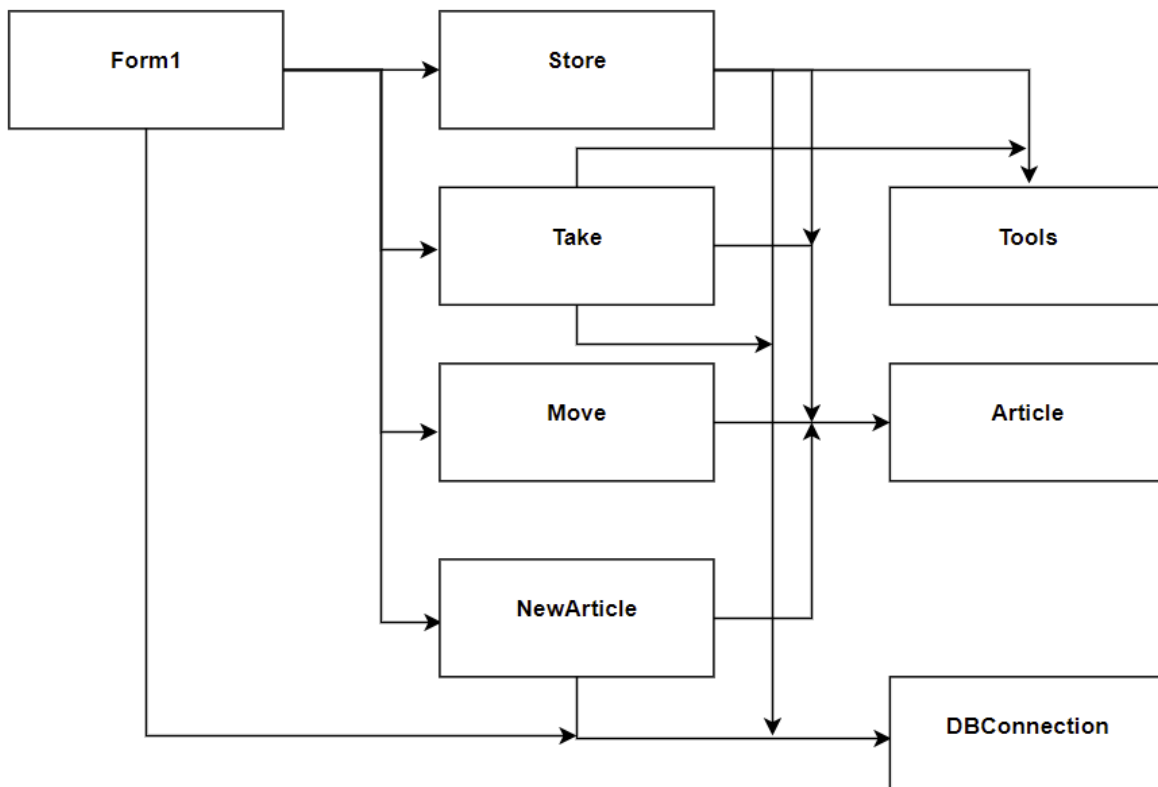 Form1
Store
Take
Tools
Move
Article
NewArticle
DBConnection